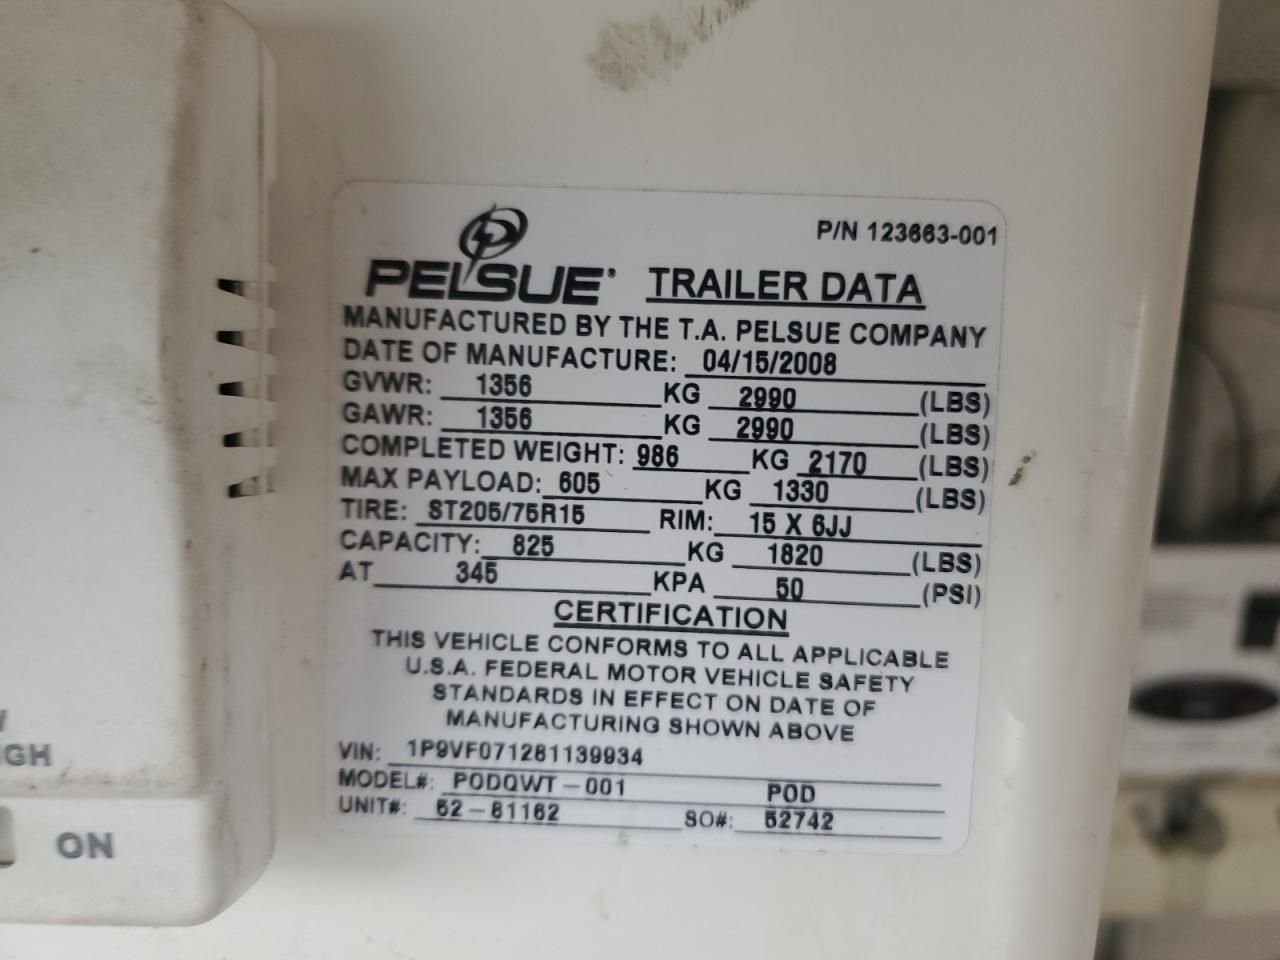 P/N 123663-001
PELSUE® TRAILER DATA
MANUFACTURED BY THE T.A. PELSUE COMPANY
DATE OF MANUFACTURE: 04/15/2008
GVWR: 1356 KG 2990 (LBS)
GAWR: 1356 KG 2990 (LBS)
COMPLETED WEIGHT: 986 KG 2170 (LBS)
MAX PAYLOAD: 605 KG 1330 (LBS)
TIRE: ST205/75R15 RIM: 15 X 6JJ
CAPACITY: 825 KG 1820 (LBS)
AT 345 KPA 50 (PSI)
CERTIFICATION
THIS VEHICLE CONFORMS TO ALL APPLICABLE
U.S.A. FEDERAL MOTOR VEHICLE SAFETY
STANDARDS IN EFFECT ON DATE OF
MANUFACTURING SHOWN ABOVE
VIN: 1P9VF071281139934
MODEL#: PODQWT-001 POD
UNIT#: 52-81162 SO#: 52742
ON